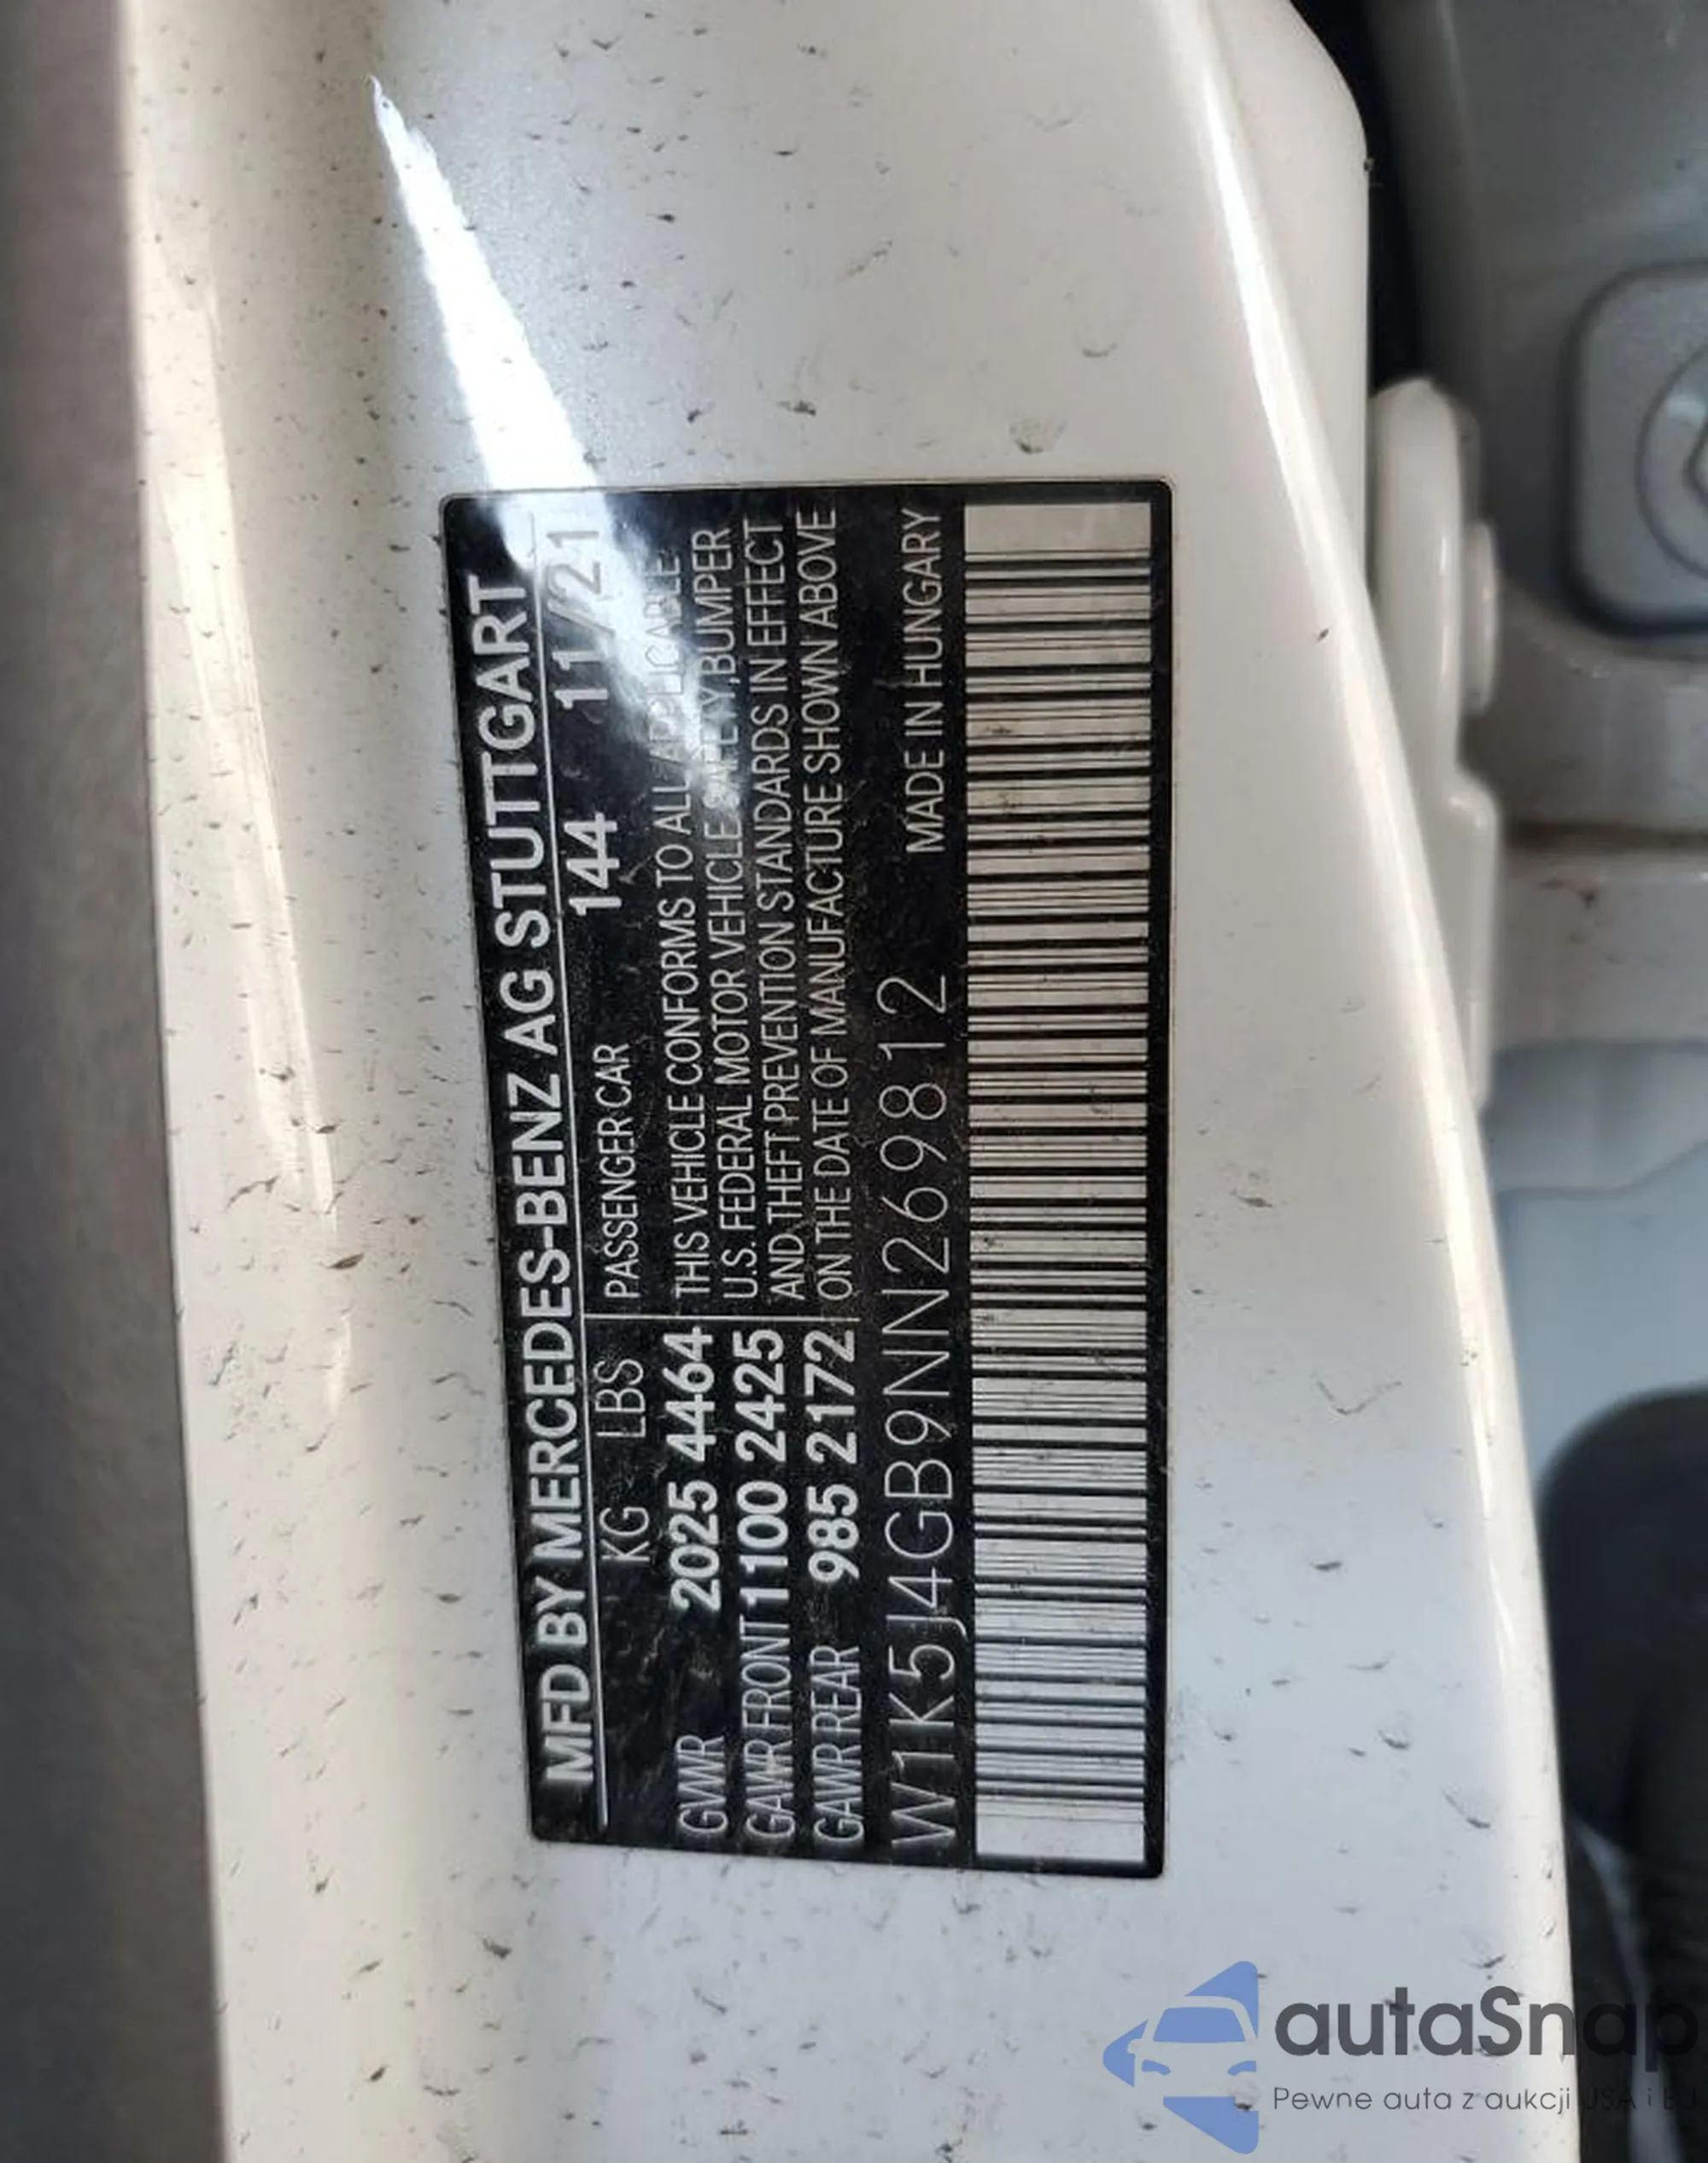 MFD BY MERCEDES-BENZ AG STUTTGART
144 11/21
KG LBS PASSENGER CAR
GVWR 2025 4464 THIS VEHICLE CONFORMS TO ALL APPLICABLE
U.S. FEDERAL MOTOR VEHICLE SAFETY,BUMPER
GAWR FRONT 1100 2425 AND THEFT PREVENTION STANDARDS IN EFFECT
GAWR REAR 985 2172 ON THE DATE OF MANUFACTURE SHOWN ABOVE
W1K5J4GB9NN269812 MADE IN HUNGARY
autaSnap
Pewne auta z aukcji USA i EU